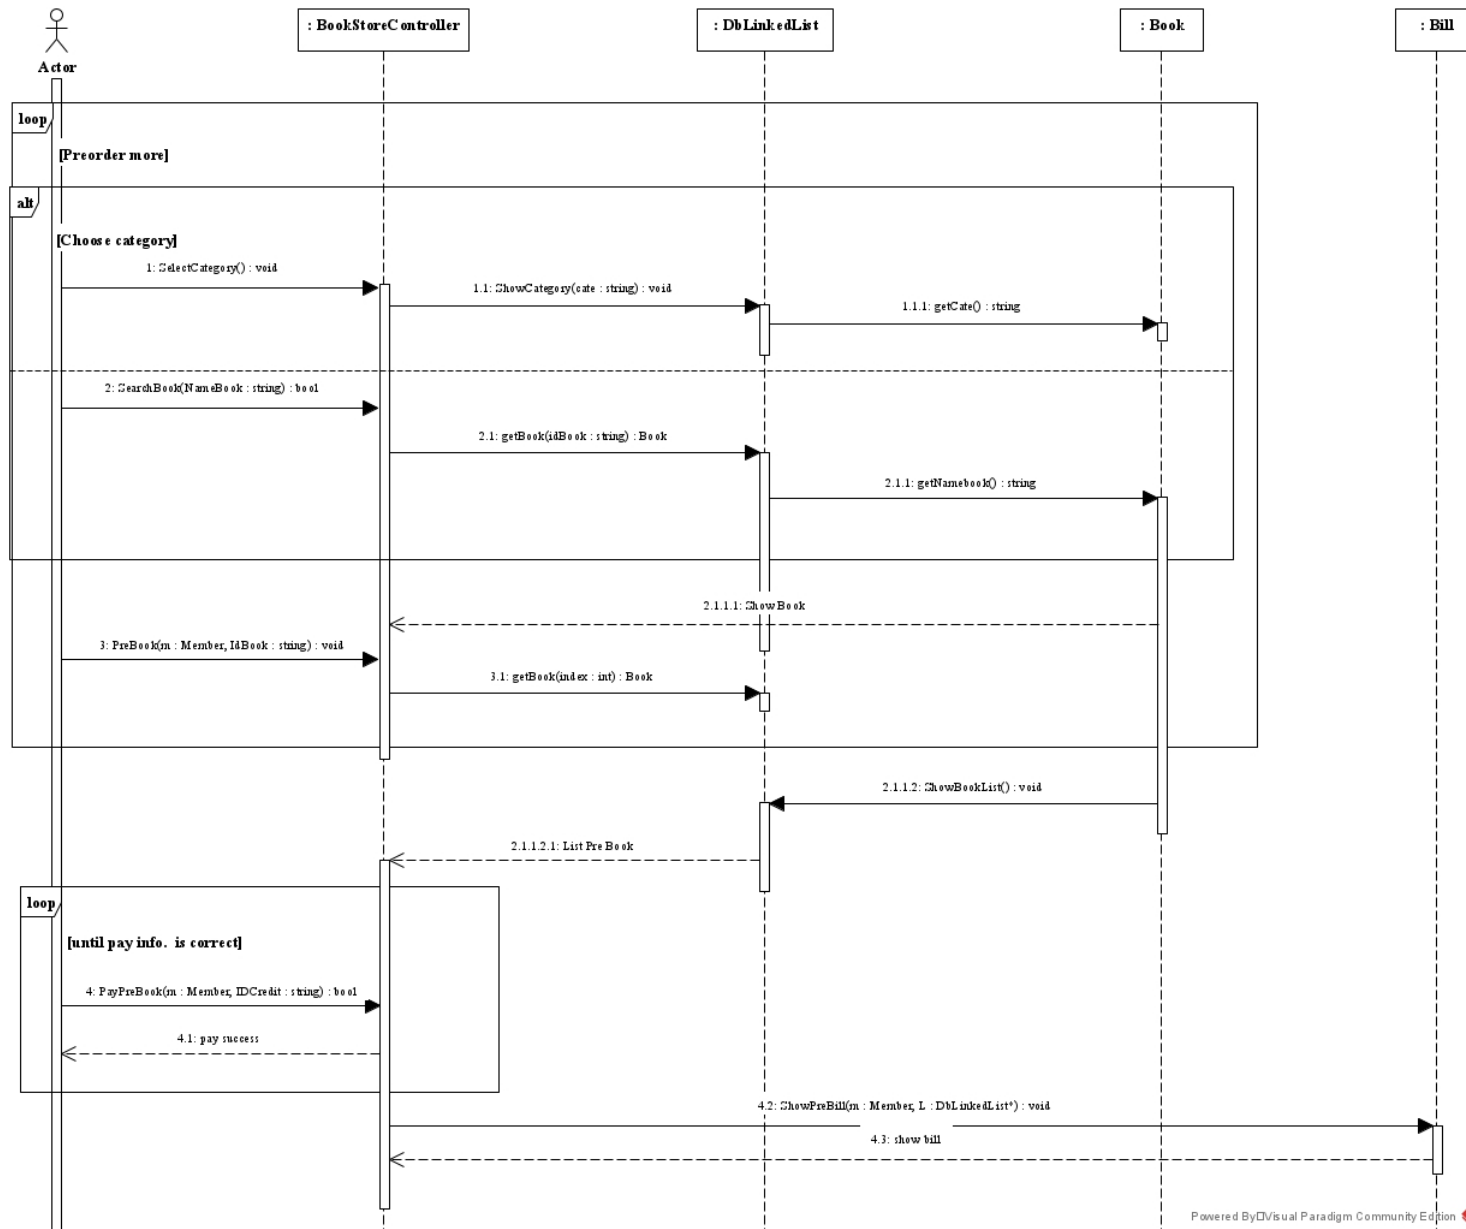 : BookStoreController
: DbLinkedList
: Book
: Bill
Actor
loop
[Preorder more]
alt
[Choose category]
1: SelectCategory() : void
1.1: ShowCategory(cate : string) : void
1.1.1: getCate() : string
2: SearchBook(NameBook : string) : bool
2.1: getBook(idBook : string) : Book
2.1.1: getNamebook() : string
2.1.1.1: Show Book
3: PreBook(m : Member, IdBook : string) : void
3.1: getBook(index : int) : Book
2.1.1.2: ShowBookList() : void
2.1.1.2.1: List Pre Book
loop
[until pay info.  is correct]
4: PayPreBook(m : Member, IDCredit : string) : bool
4.1: pay success
4.2: ShowPreBill(m : Member, L : DbLinkedList*) : void
4.3: show bill
Powered By□Visual Paradigm Community Edition